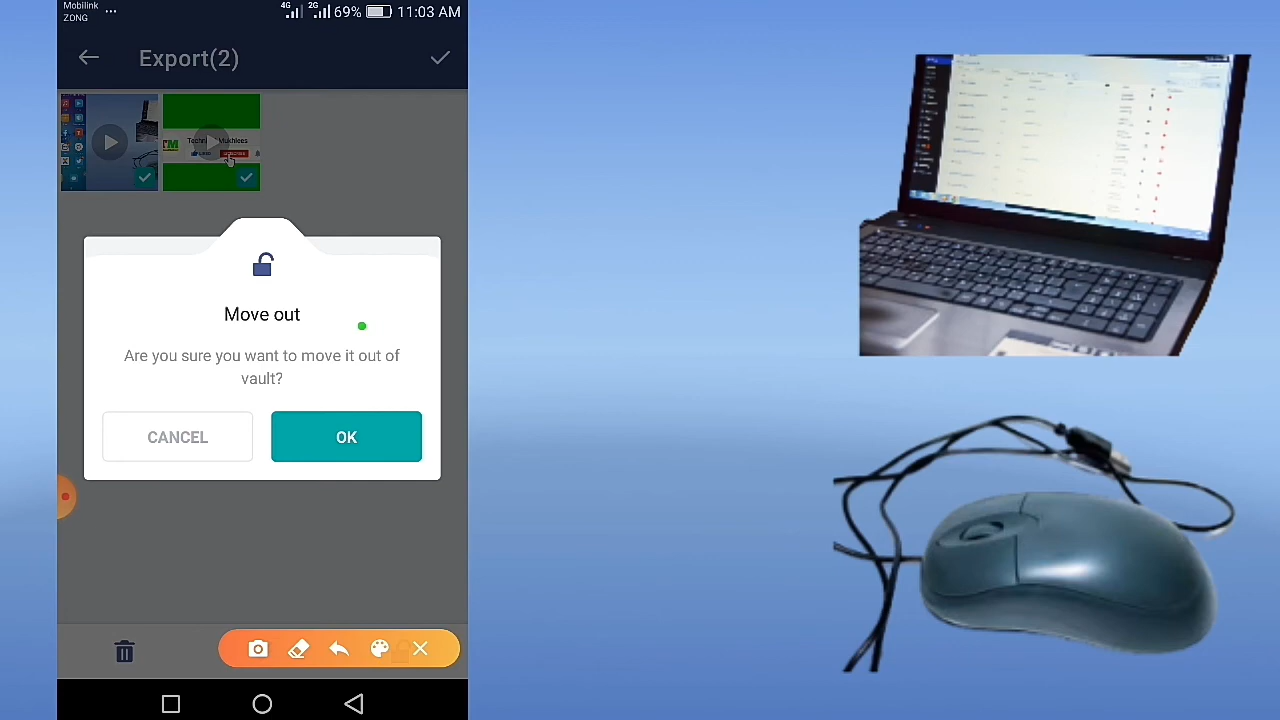 Mobilink ...
ZONG
4G 2G 69% 11:03 AM
Export(2)
Move out
Are you sure you want to move it out of
vault?
CANCEL
OK